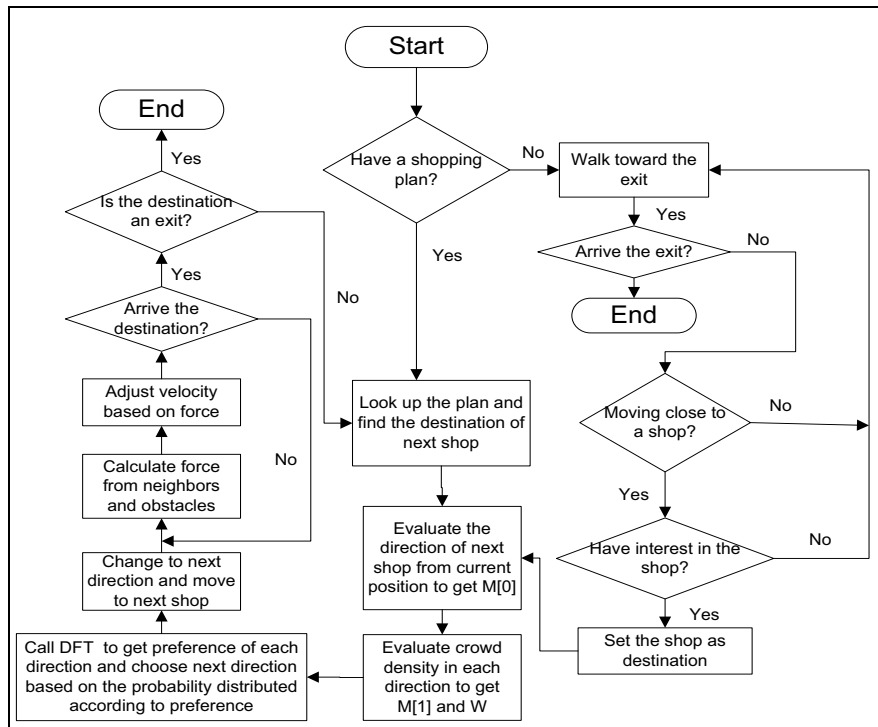 Start
End
Yes
Have a shopping
plan?
No
Walk toward the
exit
Is the destination
an exit?
Yes
Arrive the exit?
No
Yes
Yes
No
End
Arrive the
destination?
Adjust velocity
based on force
Look up the plan and
find the destination of
next shop
Moving close to
a shop?
No
No
Calculate force
from neighbors
and obstacles
Yes
Evaluate the
direction of next
shop from current
position to get M[0]
Have interest in the
shop?
No
Change to next
direction and move
to next shop
Yes
Set the shop as
destination
Call DFT to get preference of each
direction and choose next direction
based on the probability distributed
according to preference
Evaluate crowd
density in each
direction to get
M[1] and W